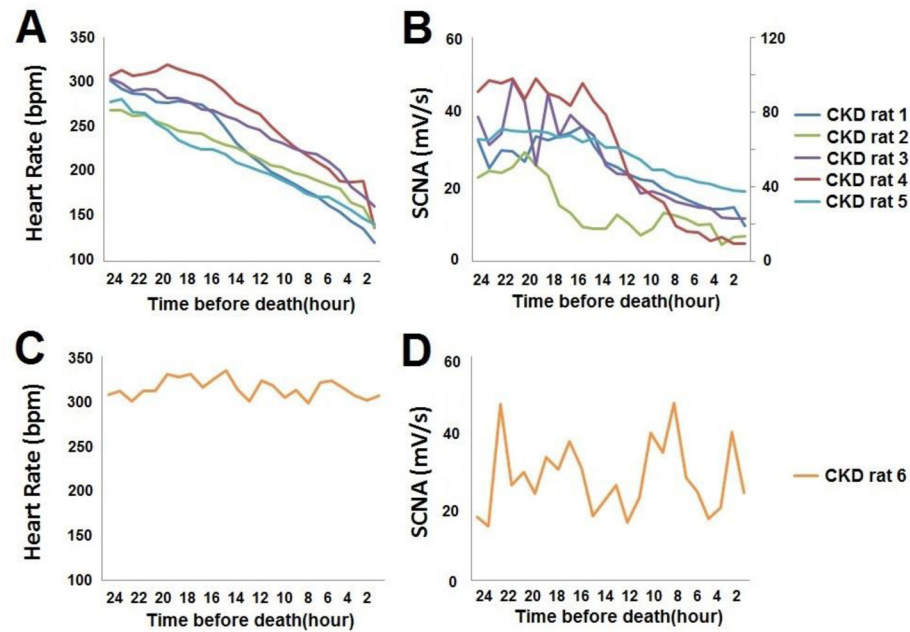 A
Heart Rate (bpm)
350
300
250
200
150
100
24 22 20 18 16 14 12 10 8 6 4 2
Time before death(hour)
B
SCNA (mV/s)
60
40
20
0
120
80
40
0
24 22 20 18 16 14 12 10 8 6 4 2
Time before death(hour)
CKD rat 1
CKD rat 2
CKD rat 3
CKD rat 4
CKD rat 5
C
Heart Rate (bpm)
350
300
250
200
150
100
24 22 20 18 16 14 12 10 8 6 4 2
Time before death(hour)
D
SCNA (mV/s)
60
40
20
0
24 22 20 18 16 14 12 10 8 6 4 2
Time before death(hour)
CKD rat 6